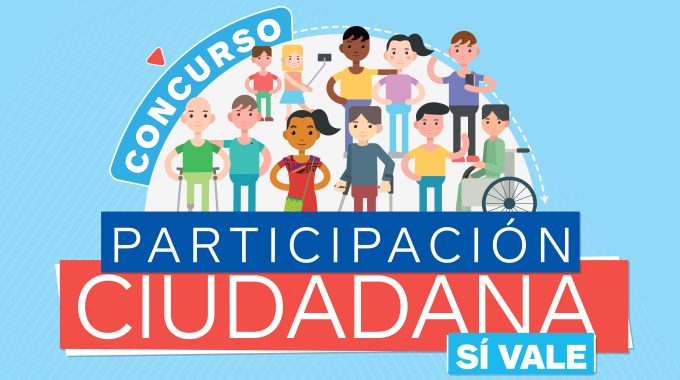 CONCURSO
PARTICIPACIÓN
CIUDADANA
SÍ VALE